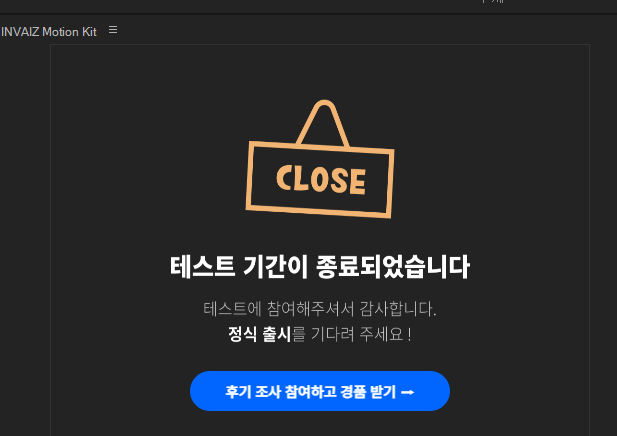 INVAIZ Motion Kit
CLOSE
테스트 기간이 종료되었습니다
테스트에 참여해주셔서 감사합니다.
정식 출시를 기다려 주세요 !
후기 조사 참여하고 경품 받기 →